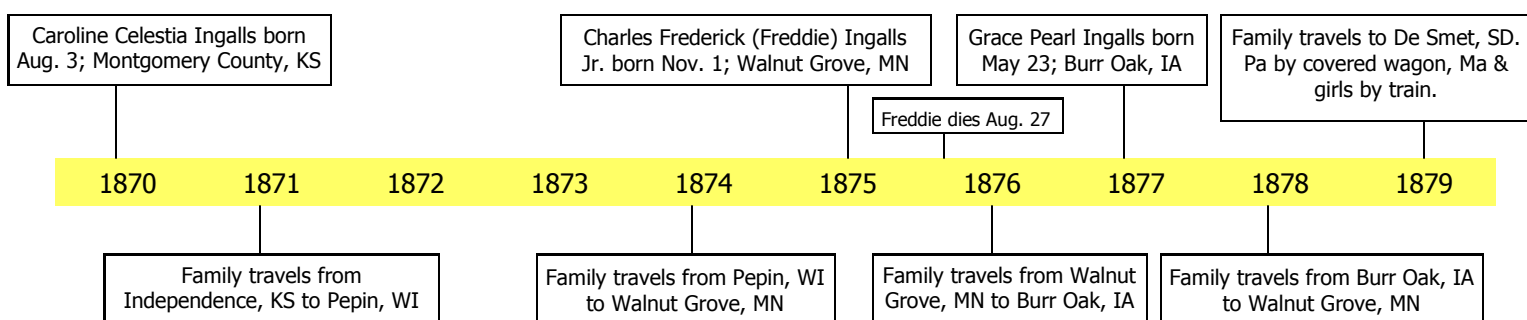 Caroline Celestia Ingalls born
Aug. 3; Montgomery County, KS
Charles Frederick (Freddie) Ingalls
Jr. born Nov. 1; Walnut Grove, MN
Grace Pearl Ingalls born
May 23; Burr Oak, IA
Family travels to De Smet, SD.
Pa by covered wagon, Ma &
girls by train.
Freddie dies Aug. 27
1870 1871 1872 1873 1874 1875 1876 1877 1878 1879
Family travels from
Independence, KS to Pepin, WI
Family travels from Pepin, WI
to Walnut Grove, MN
Family travels from Walnut
Grove, MN to Burr Oak, IA
Family travels from Burr Oak, IA
to Walnut Grove, MN